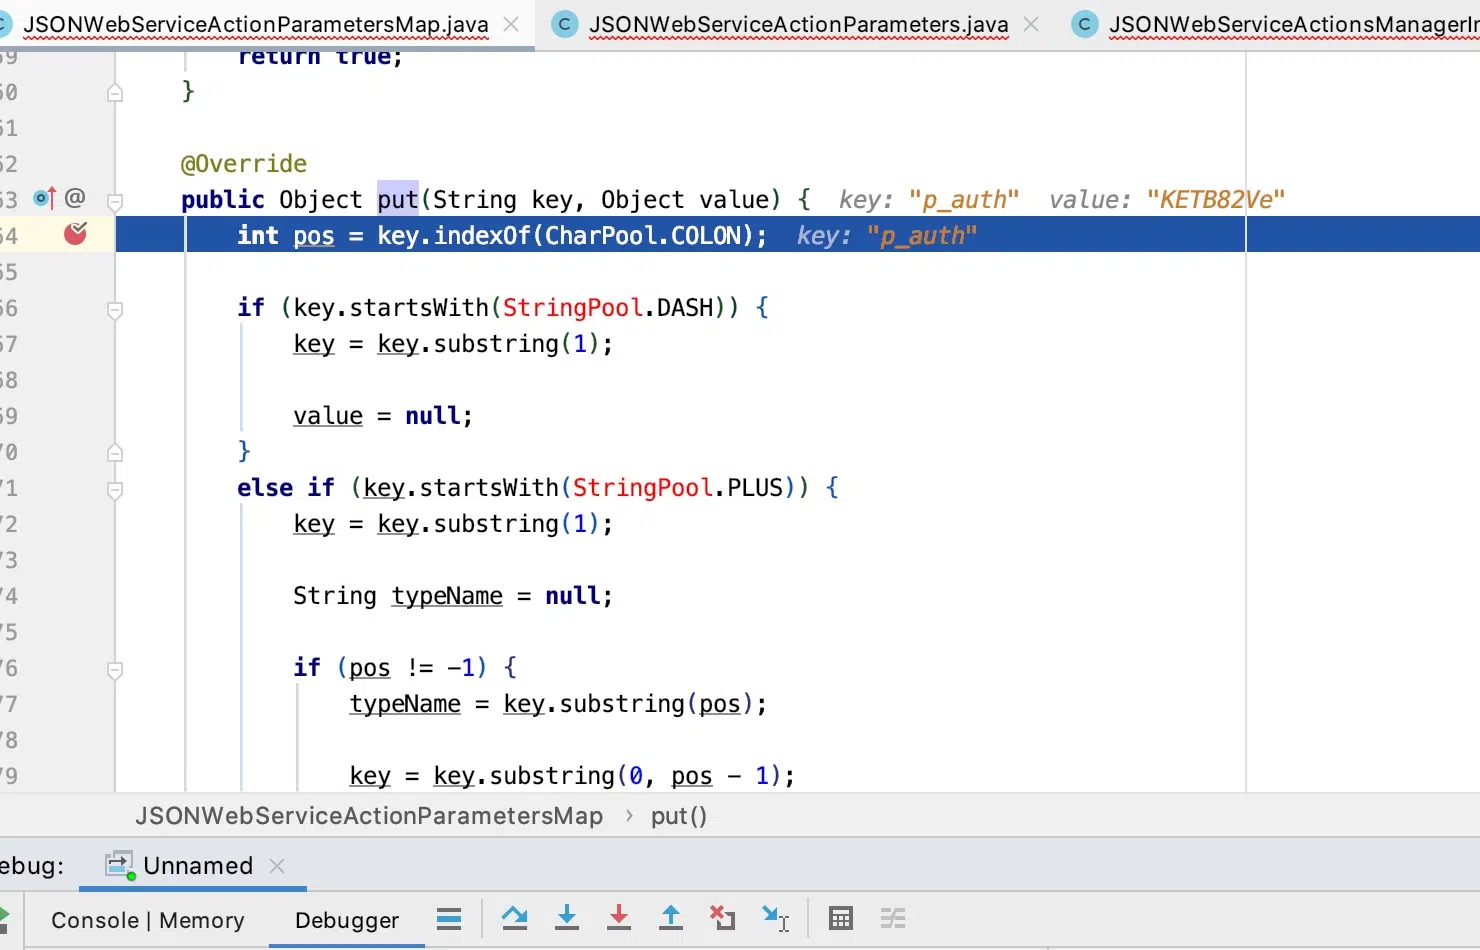 JSONWebServiceActionParametersMap.java JSONWebServiceActionParameters.java JSONWebServiceActionsManagerIm
59 return true;
60 }
61
62 @Override
63 @ public Object put(String key, Object value) { key: "p_auth" value: "KETB82Ve"
64 int pos = key.indexOf(CharPool.COLON); key: "p_auth"
65
66 if (key.startsWith(StringPool.DASH)) {
67 key = key.substring(1);
68
69 value = null;
70 }
71 else if (key.startsWith(StringPool.PLUS)) {
72 key = key.substring(1);
73
74 String typeName = null;
75
76 if (pos != -1) {
77 typeName = key.substring(pos);
78
79 key = key.substring(0, pos - 1);
JSONWebServiceActionParametersMap › put()
ebug: Unnamed
Console | Memory Debugger